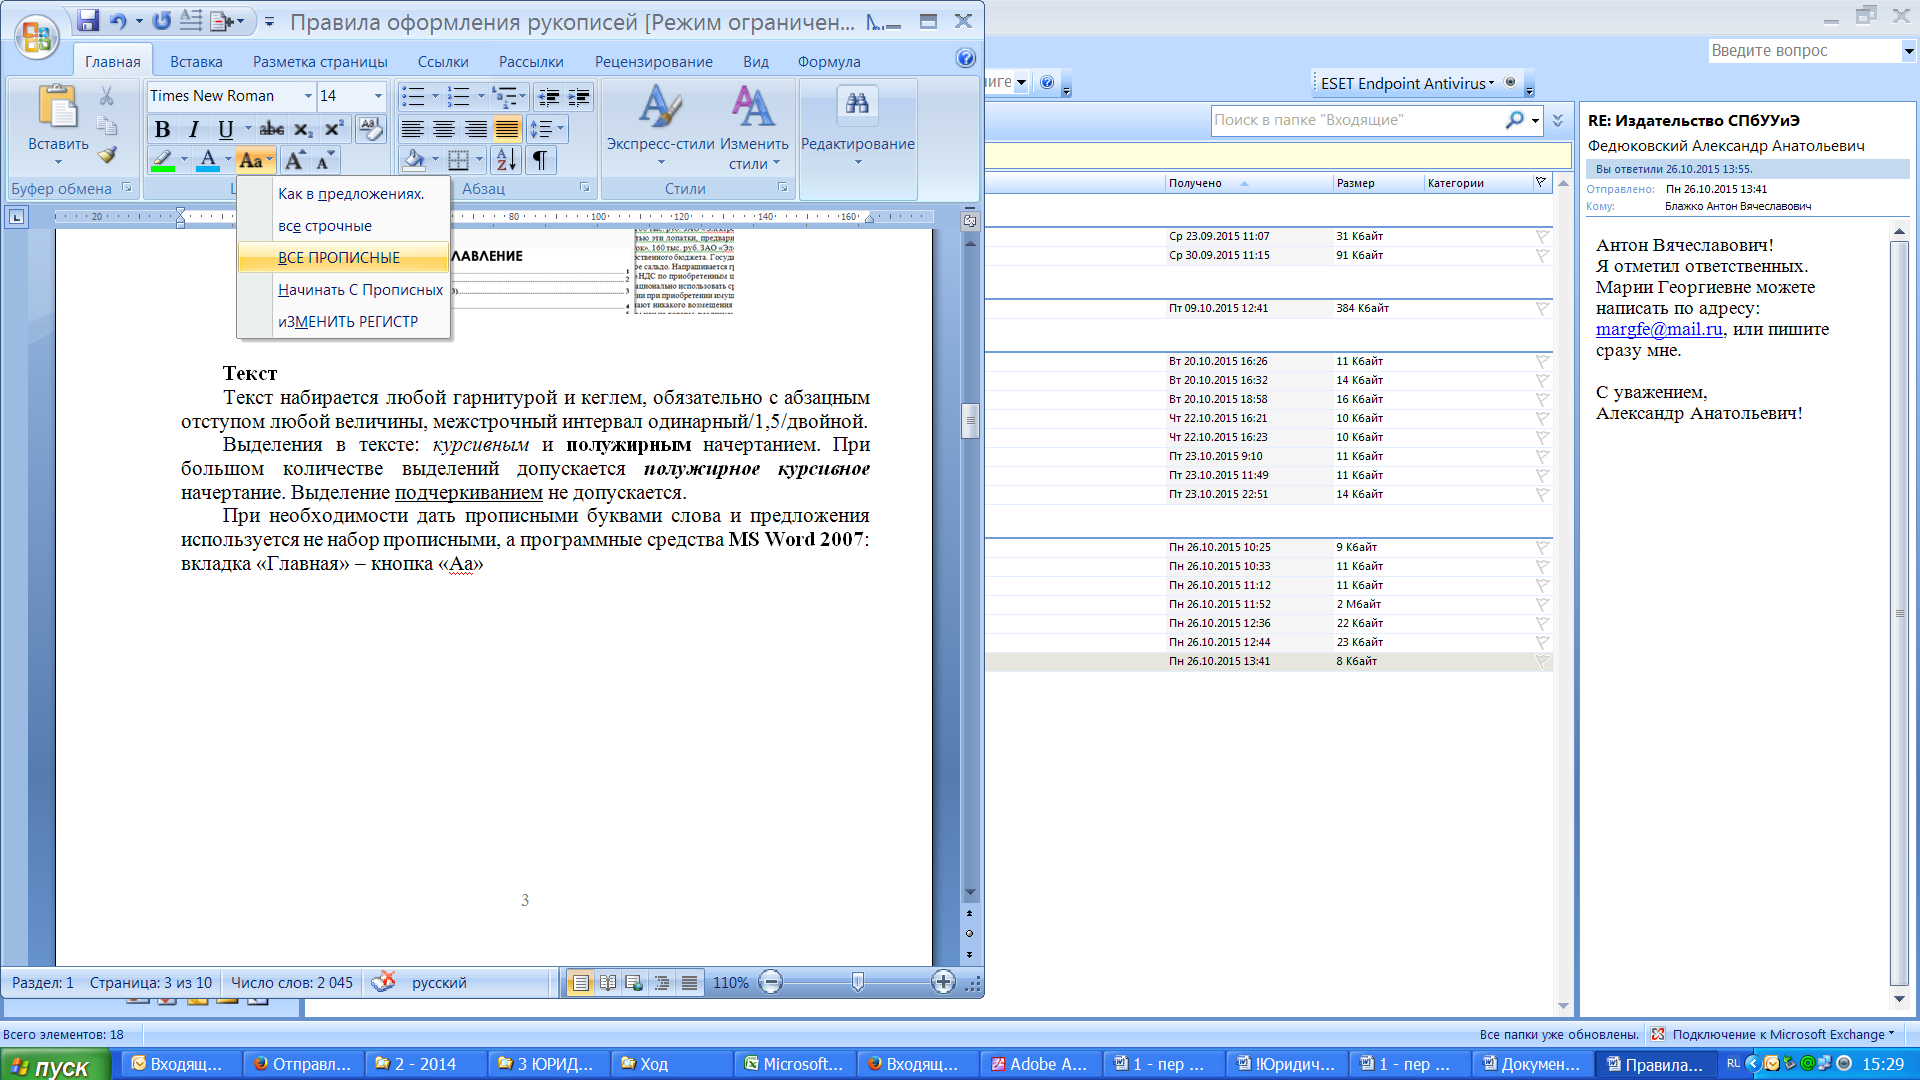 Правила оформления рукописей [Режим ограничен...
Главная
Вставка
Разметка страницы
Ссылки
Рассылки
Рецензирование
Вид
Формула
Вставить
Буфер обмена
Times New Roman
14
Абзац
Экспресс-стили
Изменить стили
Стили
Редактирование
Как в предложениях.
все строчные
ВСЕ ПРОПИСНЫЕ
Начинать С Прописных
иЗМЕНИТЬ РЕГИСТР
20
80
100
120
140
160
ЛАВЛЕНИЕ
Текст
Текст набирается любой гарнитурой и кеглем, обязательно с абзацным
отступом любой величины, межстрочный интервал одинарный/1,5/двойной.
Выделения в тексте: курсивным и полужирным начертанием. При
большом количестве выделений допускается полужирное курсивное
начертание. Выделение подчеркиванием не допускается.
При необходимости дать прописными буквами слова и предложения
используется не набор прописными, а программные средства MS Word 2007:
вкладка «Главная» – кнопка «Аа»
3
Раздел: 1
Страница: 3 из 10
Число слов: 2 045
русский
110%
Введите вопрос
ESET Endpoint Antivirus
Поиск в папке "Входящие"
Получено
Размер
Категории
Ср 23.09.2015 11:07 31 Кбайт
Ср 30.09.2015 11:15 91 Кбайт
Пт 09.10.2015 12:41 384 Кбайт
Вт 20.10.2015 16:26 11 Кбайт
Вт 20.10.2015 16:32 14 Кбайт
Вт 20.10.2015 18:58 16 Кбайт
Чт 22.10.2015 16:21 10 Кбайт
Чт 22.10.2015 16:23 10 Кбайт
Пт 23.10.2015 9:10 11 Кбайт
Пт 23.10.2015 11:49 11 Кбайт
Пт 23.10.2015 22:51 14 Кбайт
Пн 26.10.2015 10:25 9 Кбайт
Пн 26.10.2015 10:33 11 Кбайт
Пн 26.10.2015 11:12 11 Кбайт
Пн 26.10.2015 11:52 2 Мбайт
Пн 26.10.2015 12:36 22 Кбайт
Пн 26.10.2015 12:44 23 Кбайт
Пн 26.10.2015 13:41 8 Кбайт
RE: Издательство СПбУУиЭ
Федюковский Александр Анатольевич
Вы ответили 26.10.2015 13:55.
Отправлено: Пн 26.10.2015 13:41
Кому: Блажко Антон Вячеславович
Антон Вячеславович!
Я отметил ответственных.
Марии Георгиевне можете
написать по адресу:
margfe@mail.ru, или пишите
сразу мне.
С уважением,
Александр Анатольевич!
Всего элементов: 18
Все папки уже обновлены.
Подключение к Microsoft Exchange
пуск
Входящ...
Отправл...
2 - 2014
3 ЮРИД...
Ход
Microsoft...
Входящ...
Adobe A...
1 - пер ...
!Юридич...
1 - пер ...
Докумен...
Правила...
RL
15:29